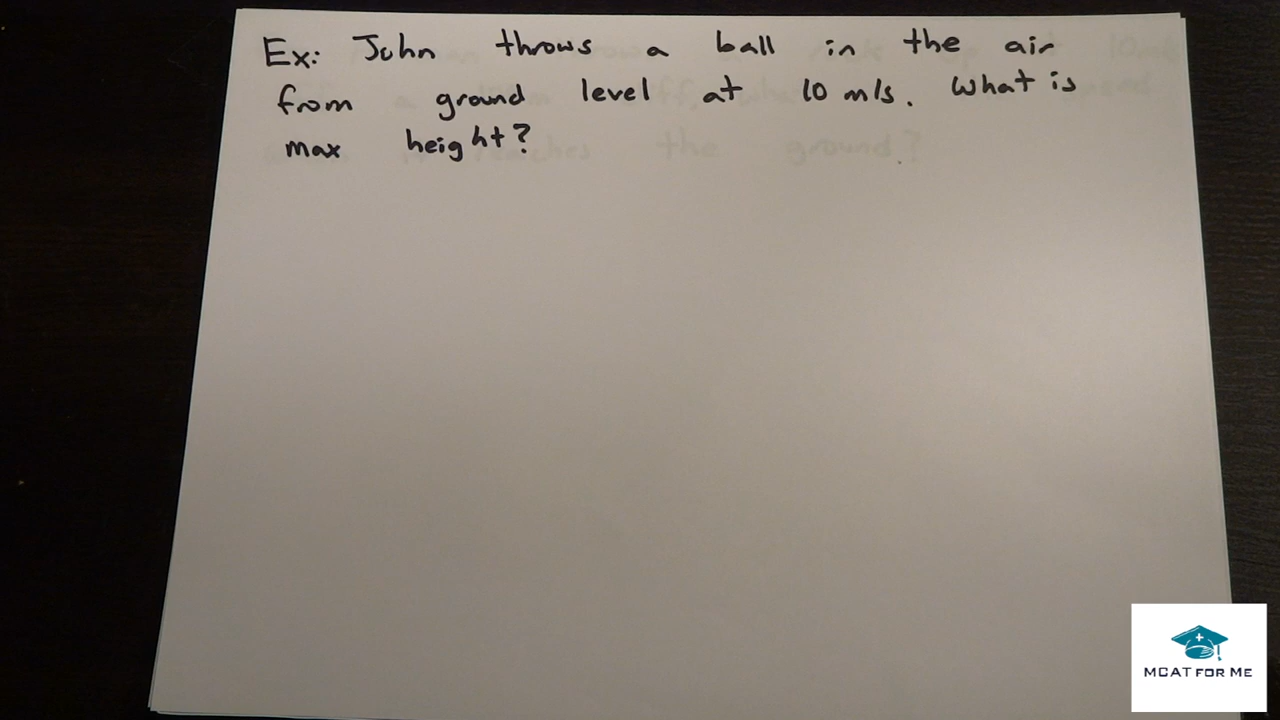 Ex: John throws a ball in the air
from ground level at 10 m/s. What is
max height?
MCAT FOR ME